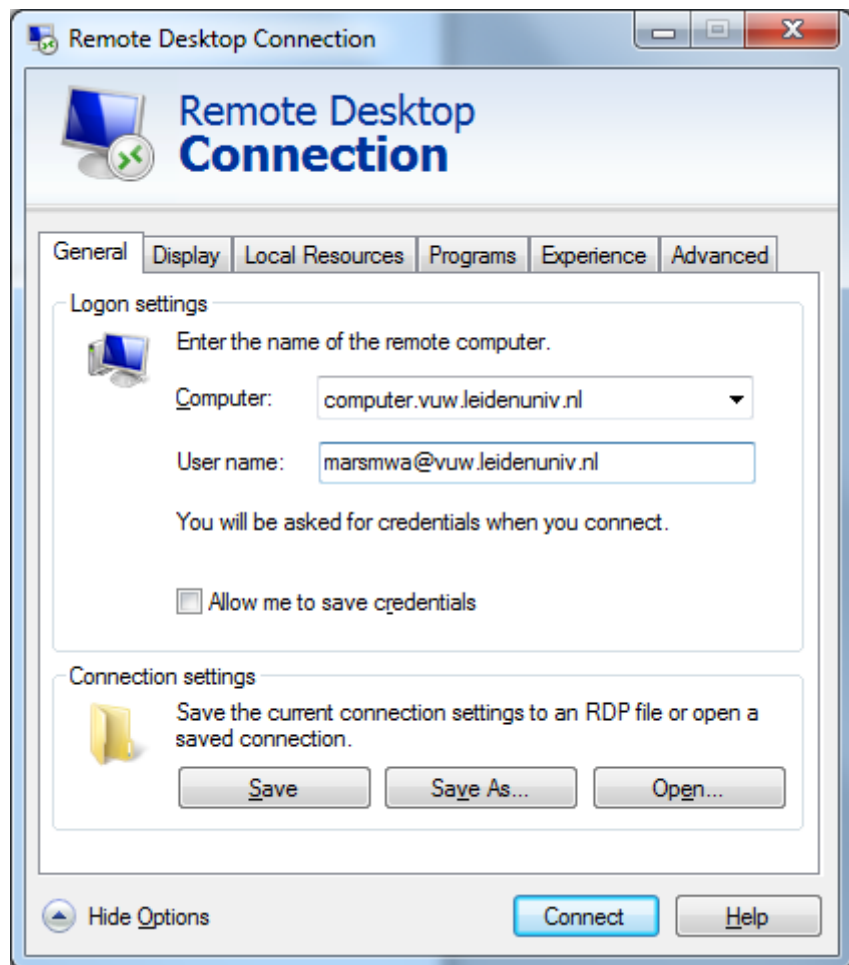 Remote Desktop Connection
Remote Desktop
Connection
General Display Local Resources Programs Experience Advanced
Logon settings
Enter the name of the remote computer.
Computer: computer.vuw.leidenuniv.nl
User name: marsmwa@vuw.leidenuniv.nl
You will be asked for credentials when you connect.
Allow me to save credentials
Connection settings
Save the current connection settings to an RDP file or open a
saved connection.
Save Save As... Open...
Hide Options Connect Help